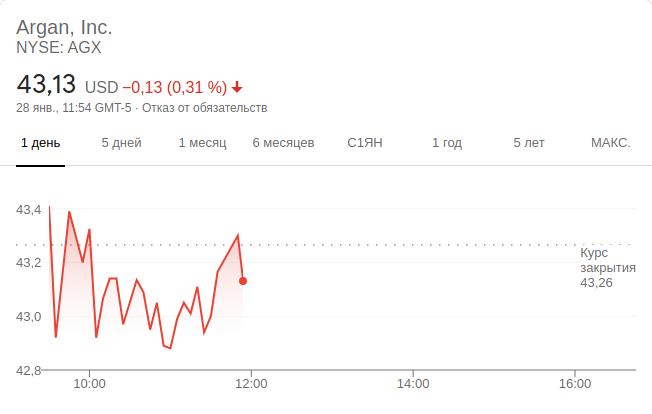 Argan, Inc.
NYSE: AGX
43,13 USD −0,13 (0,31 %)
28 янв., 11:54 GMT-5 · Отказ от обязательств
1 день 5 дней 1 месяц 6 месяцев С1ЯН 1 год 5 лет МАКС.
43,4
Курс
закрытия
43,26
43,2
43,0
42,8
10:00 12:00 14:00 16:00